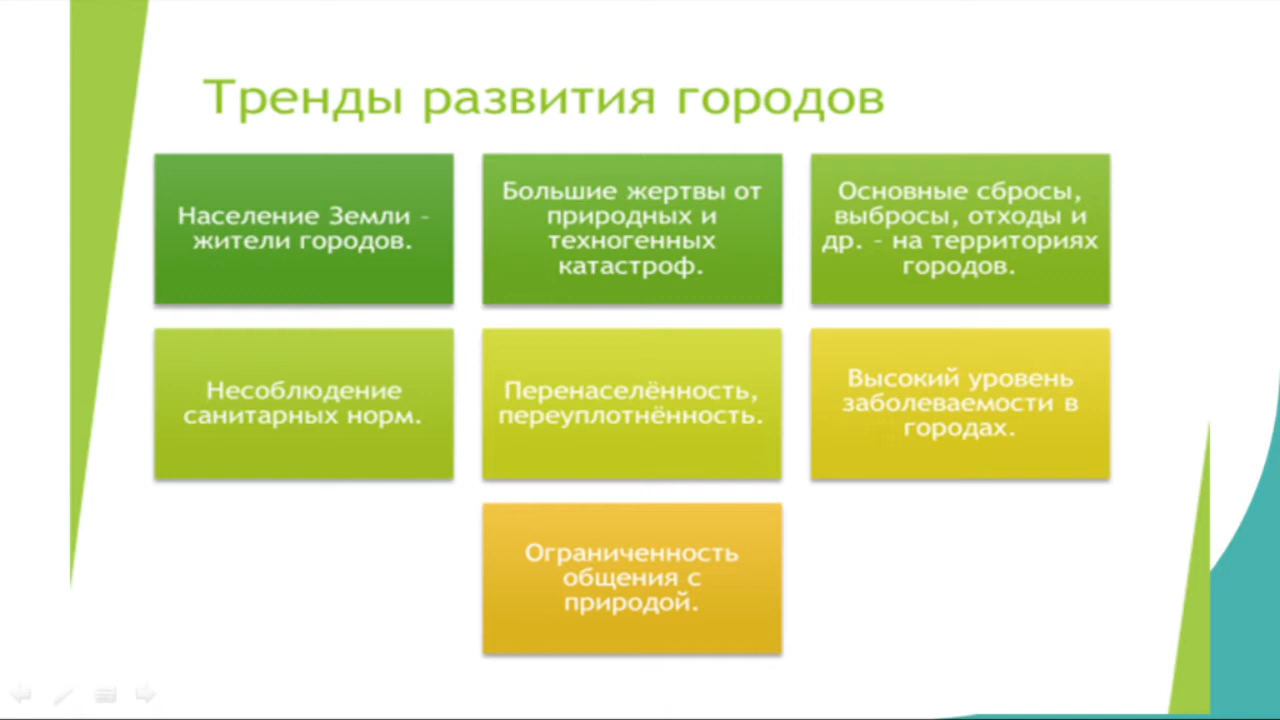 Тренды развития городов
Население Земли –
жители городов.
Большие жертвы от
природных и
техногенных
катастроф.
Основные сбросы,
выбросы, отходы и
др. – на территориях
городов.
Несоблюдение
санитарных норм.
Перенаселённость,
переуплотнённость.
Высокий уровень
заболеваемости в
городах.
Ограниченность
общения с
природой.